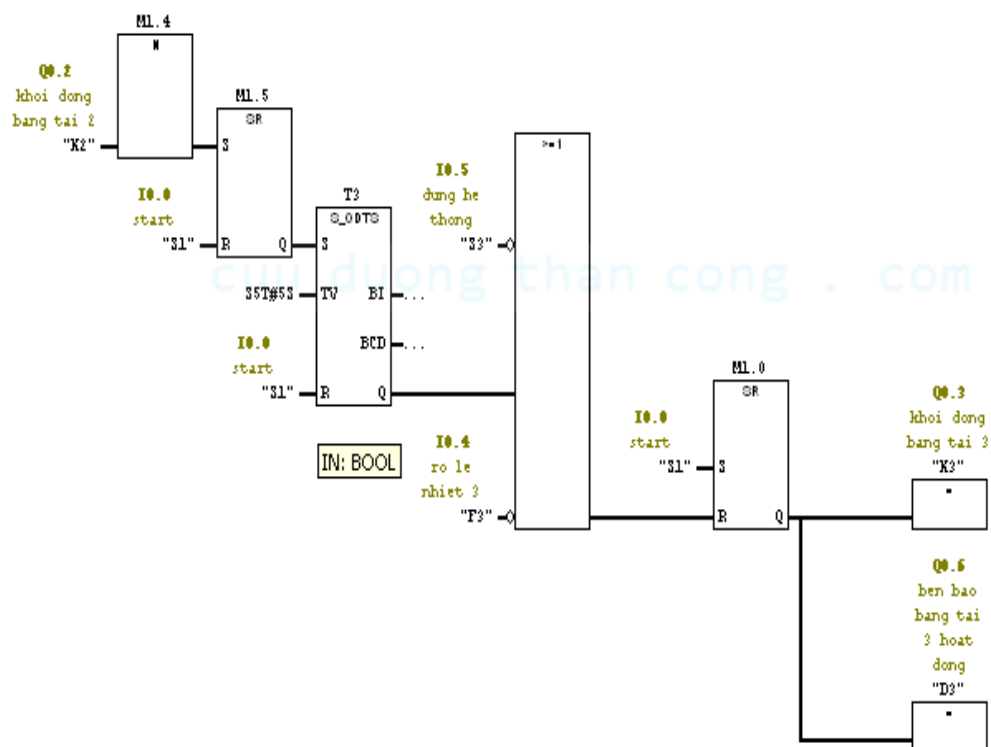 M1.4
N
Q0.2
khoi dong
bang tai 2
"K2"
M1.5
SR
S
I0.0
start
"S1"
R
Q
T3
S_ODTS
S
S5T#5S
TV
BI
...
BCD
...
I0.0
start
"S1"
R
Q
IN: BOOL
>=1
I0.5
dung he
thong
"S3"
I0.4
ro le
nhiet 3
"F3"
cuu duong than cong . com
M1.0
SR
I0.0
start
"S1"
S
R
Q
Q0.3
khoi dong
bang tai 3
"K3"
=
Q0.6
ben bao
bang tai
3 hoat
dong
"D3"
=